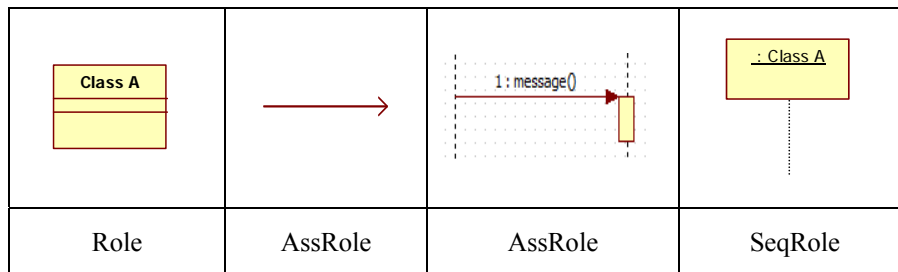 Class A
1 : message()
: Class A
Role
AssRole
AssRole
SeqRole